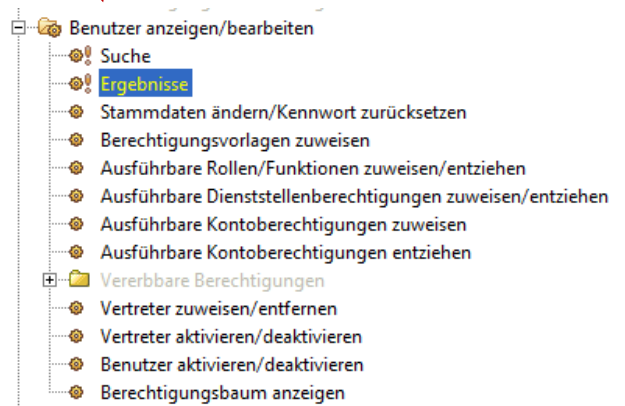 Benutzer anzeigen/bearbeiten
Suche
Ergebnisse
Stammdaten ändern/Kennwort zurücksetzen
Berechtigungsvorlagen zuweisen
Ausführbare Rollen/Funktionen zuweisen/entziehen
Ausführbare Dienststellenberechtigungen zuweisen/entziehen
Ausführbare Kontoberechtigungen zuweisen
Ausführbare Kontoberechtigungen entziehen
Vererbbare Berechtigungen
Vertreter zuweisen/entfernen
Vertreter aktivieren/deaktivieren
Benutzer aktivieren/deaktivieren
Berechtigungsbaum anzeigen